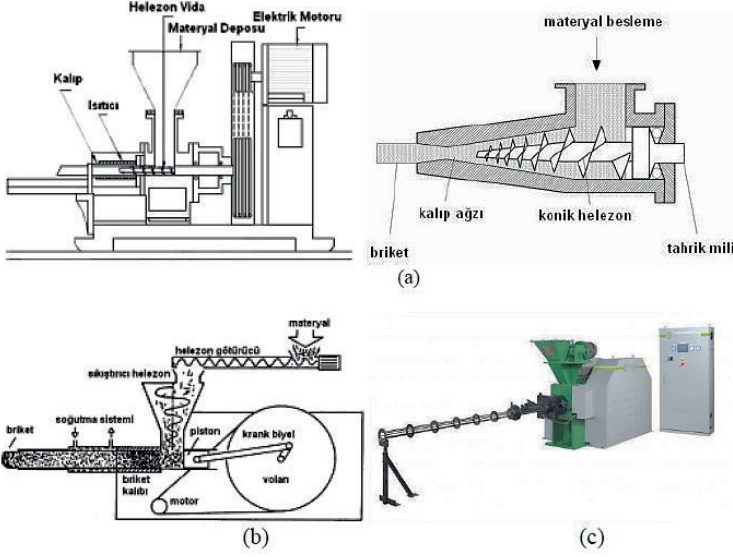 Helezon Vida
Materyal Deposu
Elektrik Motoru
Kalıp
Isıtıcı
materyal besleme
kalıp ağzı
konik helezon
briket
tahrik mili
(a)
materyal
helezon götürücü
sıkıştırıcı helezon
soğutma sistemi
briket
piston
krank biyel
volan
briket
kalıbı
motor
(b)
(c)